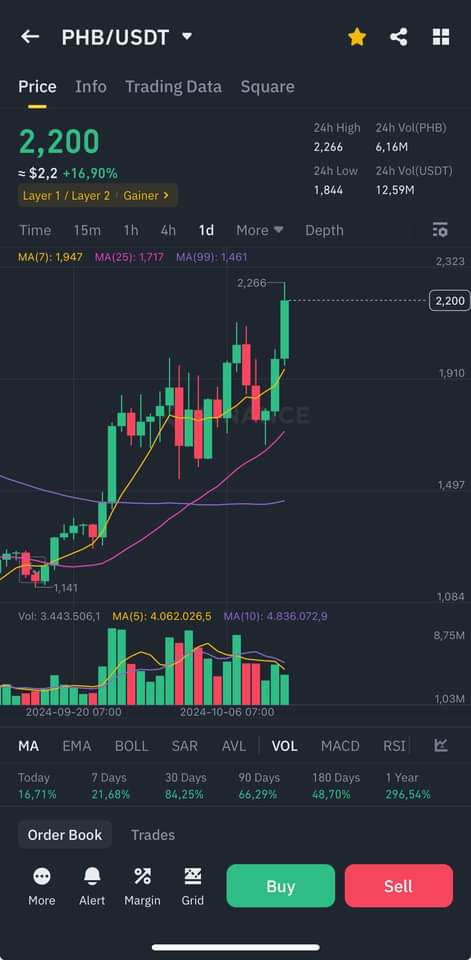 PHB/USDT
Price Info Trading Data Square
2,200
≈ $2,2 +16,90%
Layer 1 / Layer 2 Gainer >
24h High 24h Vol(PHB)
2,266 6,16M
24h Low 24h Vol(USDT)
1,844 12,59M
Time 15m 1h 4h 1d More Depth
MA(7): 1,947 MA(25): 1,717 MA(99): 1,461
2,323
2,266
2,200
1,910
BINANCE
1,497
1,141
1,084
Vol: 3.443.506,1 MA(5): 4.062.026,5 MA(10): 4.836.072,9
8,75M
1,03M
2024-09-20 07:00 2024-10-06 07:00
MA EMA BOLL SAR AVL VOL MACD RSI
Today 7 Days 30 Days 90 Days 180 Days 1 Year
16,71% 21,68% 84,25% 66,29% 48,70% 296,54%
Order Book Trades
More Alert Margin Grid Buy Sell